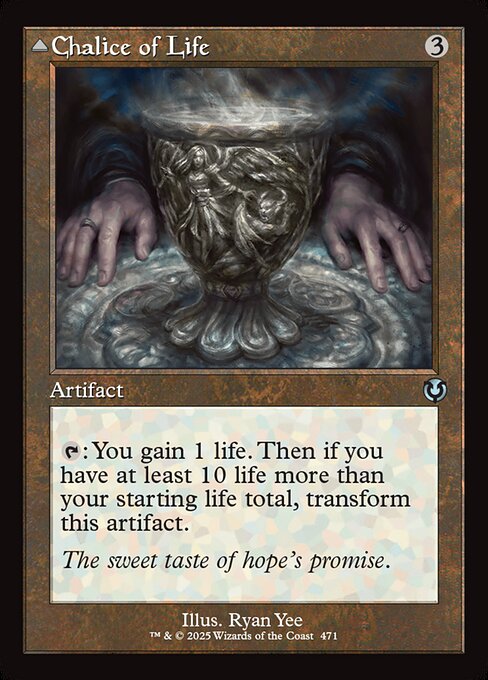 Chalice of Life 3
Artifact
: You gain 1 life. Then if you
have at least 10 life more than
your starting life total, transform
this artifact.
The sweet taste of hope's promise.
Illus. Ryan Yee
™ & © 2025 Wizards of the Coast 471